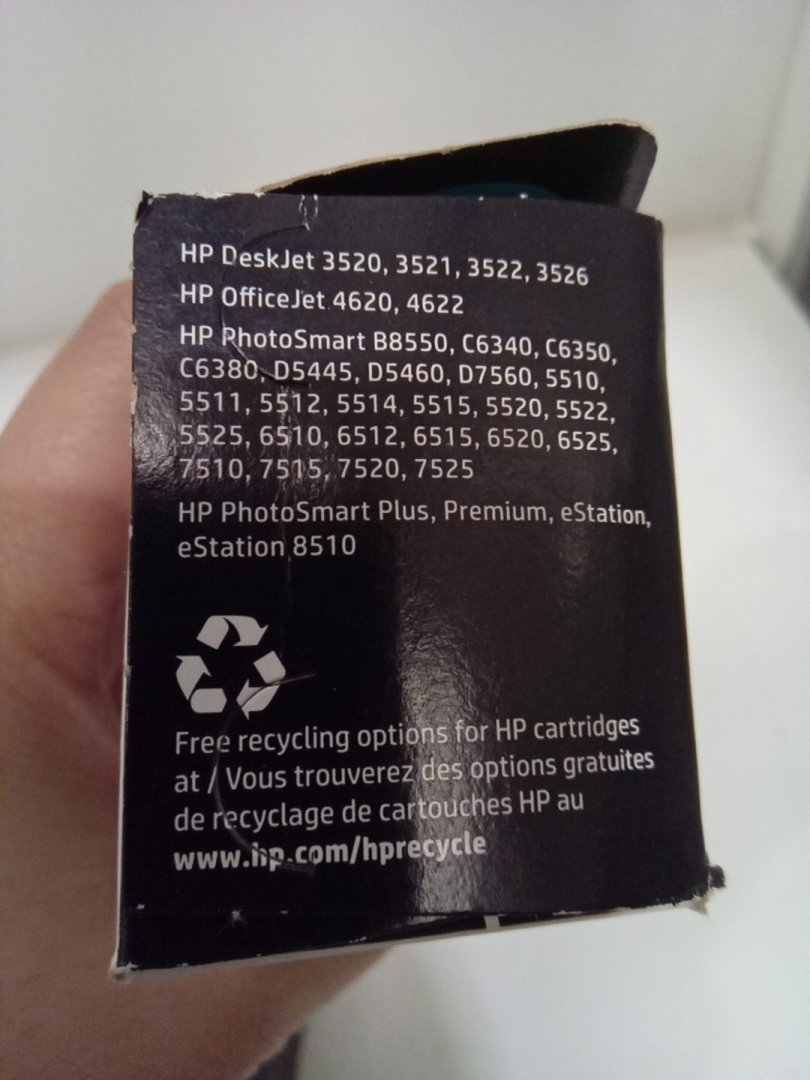 HP DeskJet 3520, 3521, 3522, 3526
HP OfficeJet 4620, 4622
HP PhotoSmart B8550, C6340, C6350,
C6380, D5445, D5460, D7560, 5510,
5511, 5512, 5514, 5515, 5520, 5522,
5525, 6510, 6512, 6515, 6520, 6525,
7510, 7515, 7520, 7525
HP PhotoSmart Plus, Premium, eStation,
eStation 8510
Free recycling options for HP cartridges
at / Vous trouverez des options gratuites
de recyclage de cartouches HP au
www.hp.com/hprecycle